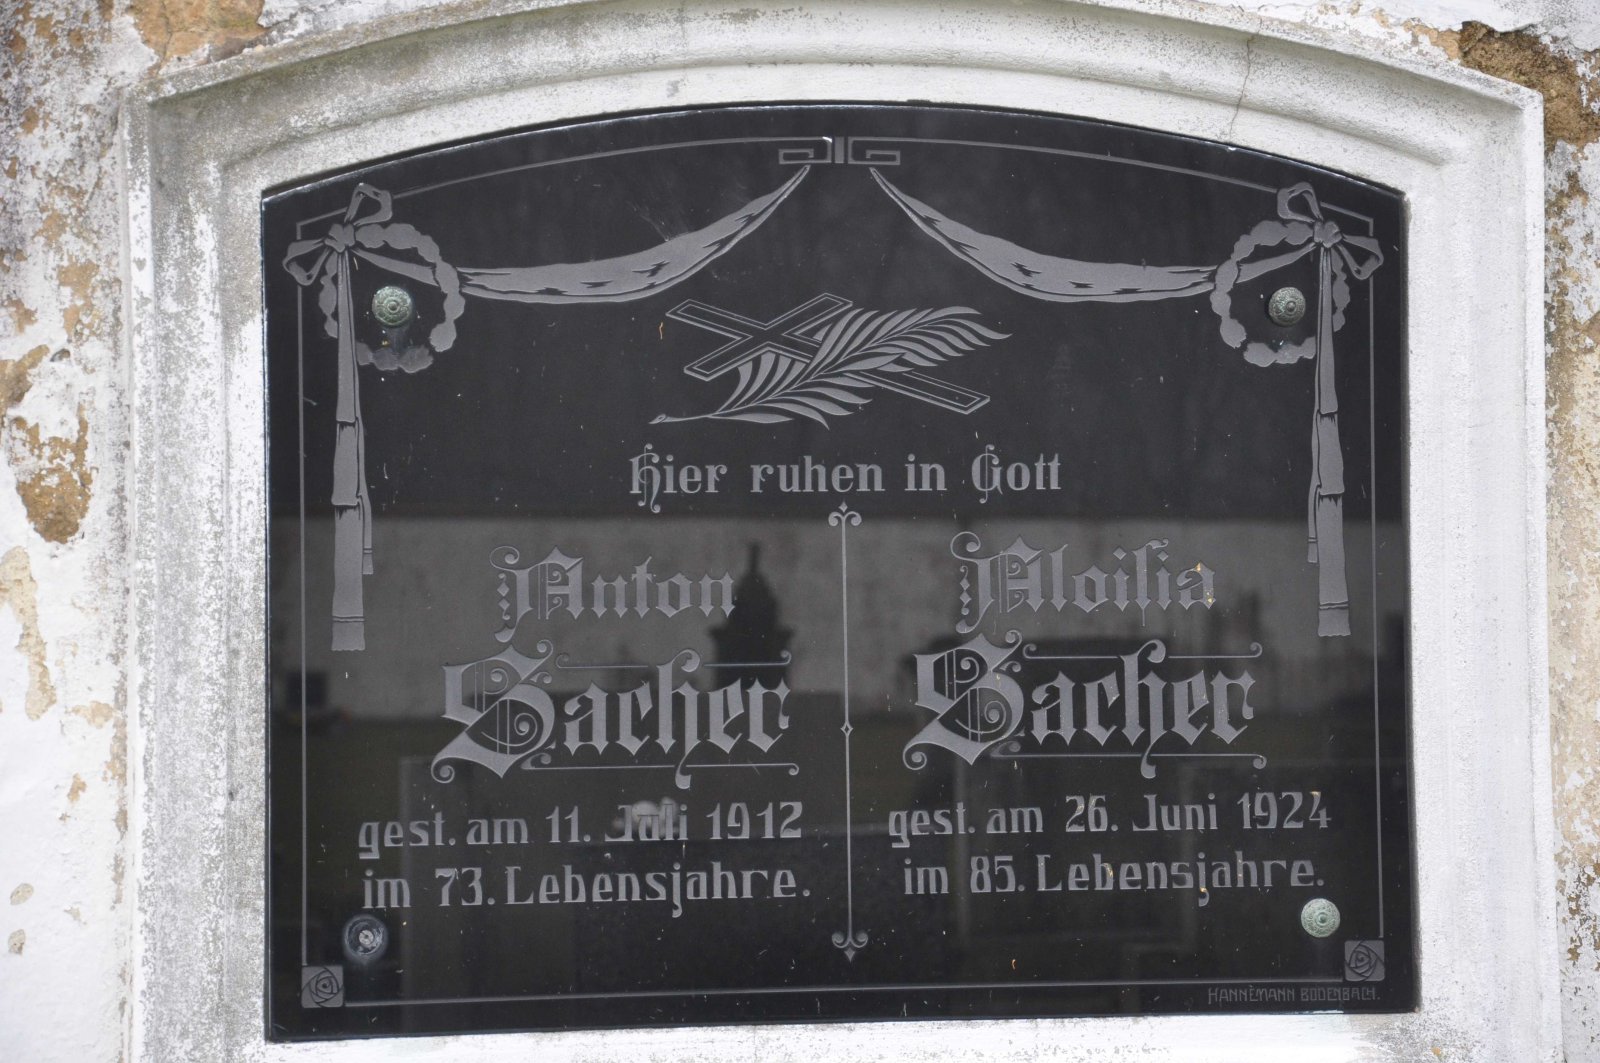 Hier ruhen in Gott
Anton
Sacher
gest. am 11. Juli 1912
im 73. Lebensjahre.
Aloiſia
Sacher
gest. am 26. Juni 1924
im 85. Lebensjahre.
HANNEMANN BODENBACH.